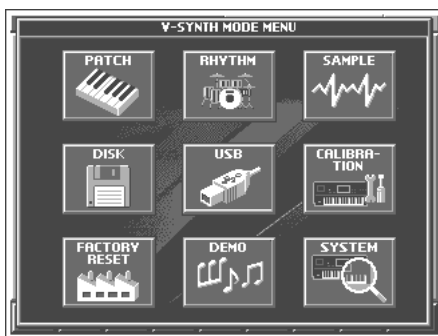 V-SYNTH MODE MENU
PATCH
RHYTHM
SAMPLE
DISK
USB
CALIBRA-
TION
FACTORY
RESET
DEMO
SYSTEM